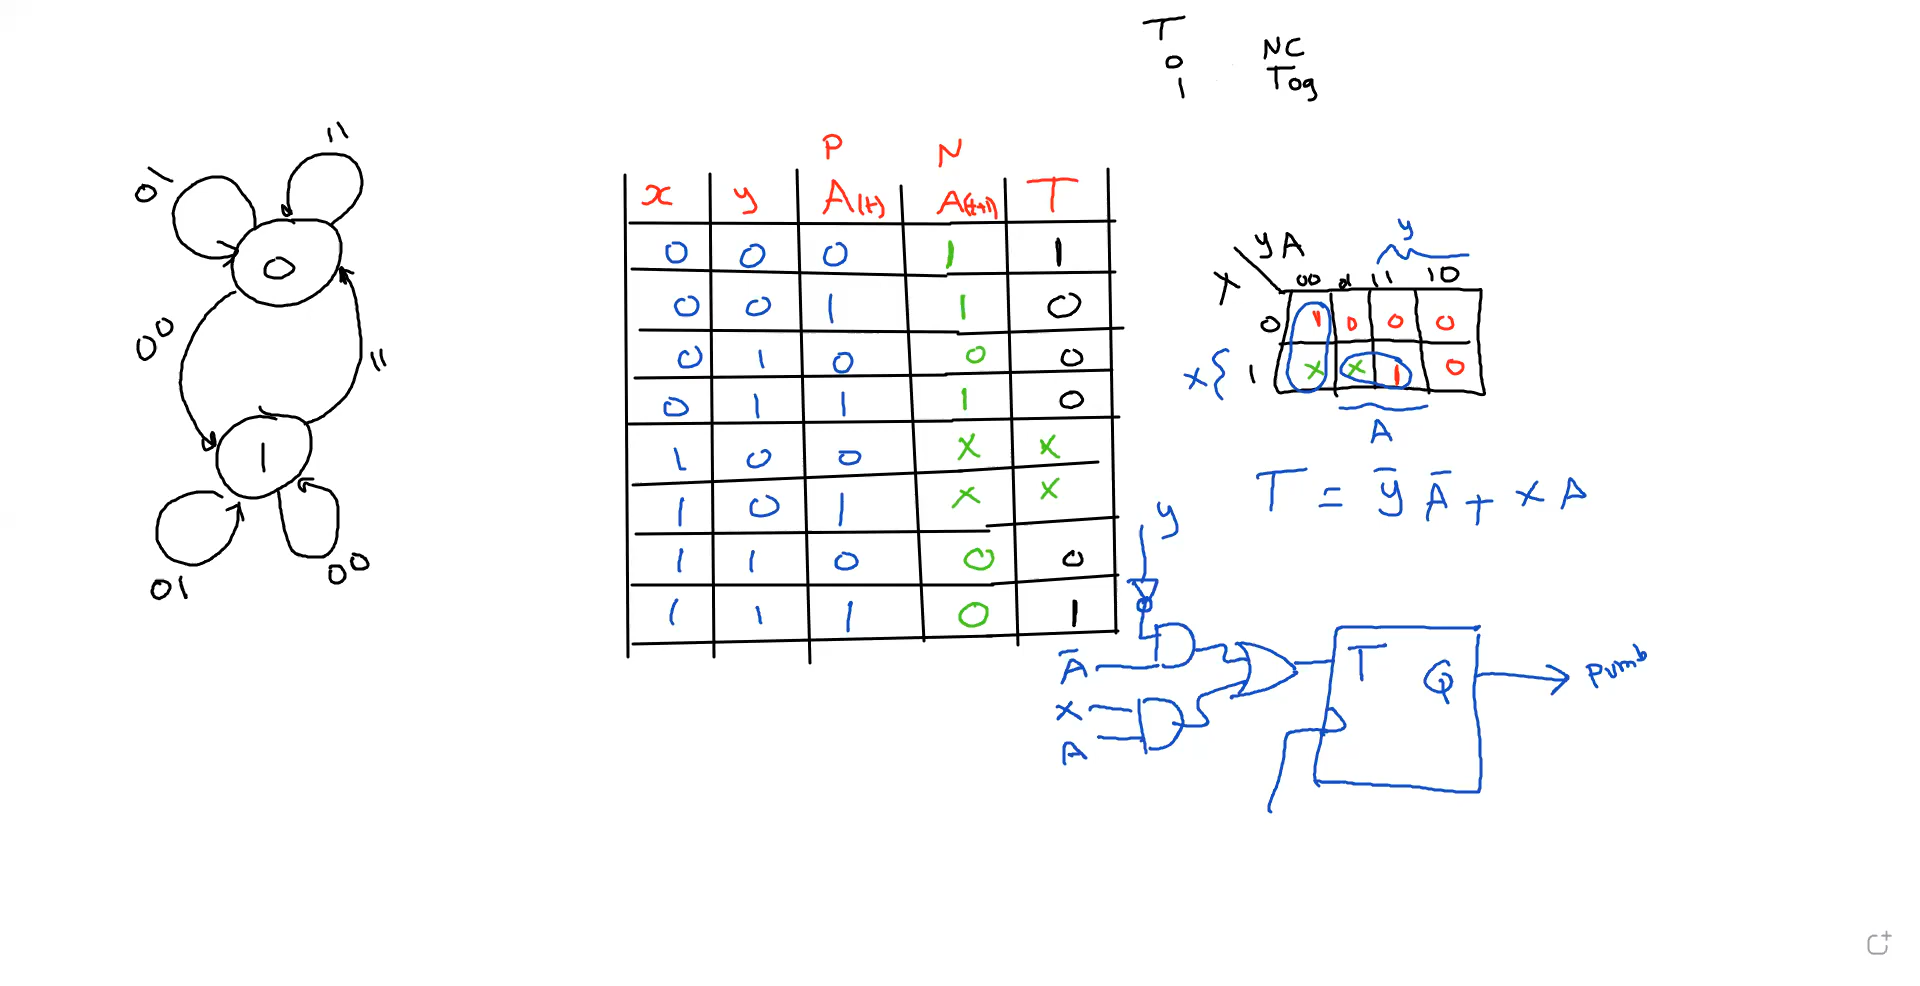 T
0 NC
1 Tog
11
01
0
00
11
1
01
00
P N
x y A(t) A(t+1) T
0 0 0 1 1
0 0 1 1 0
0 1 0 0 0
0 1 1 1 0
1 0 0 X X
1 0 1 X X
1 1 0 0 0
1 1 1 0 1
y
yA
x
00 01 11 10
0 1 0 0 0
x{ 1 X X 1 0
A
T = ȳ Ā + x A
y
Ā
x
A
T Q
Pumb